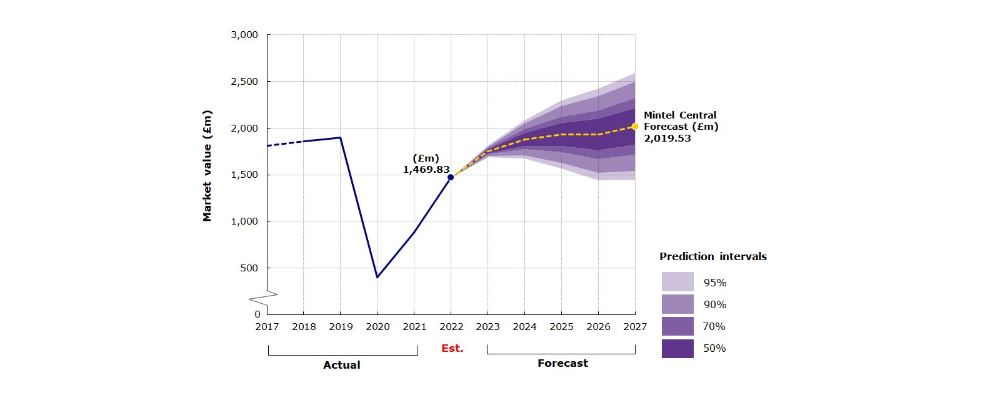 3,000
2,500
2,000
1,500
1,000
500
0
Market value (£m)
(£m)
1,469.83
Mintel Central
Forecast (£m)
2,019.53
2017 2018 2019 2020 2021 2022 2023 2024 2025 2026 2027
Actual
Est.
Forecast
Prediction intervals
95%
90%
70%
50%